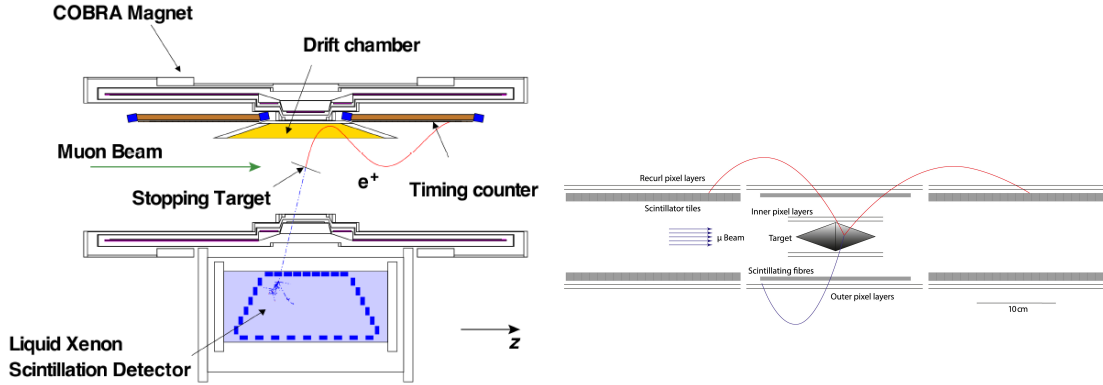 COBRA Magnet
Drift chamber
Muon Beam
Stopping Target
e+
Timing counter
Liquid Xenon
Scintillation Detector
z
Recurl pixel layers
Scintillator tiles
Inner pixel layers
μ Beam
Target
Scintillating fibres
Outer pixel layers
10 cm